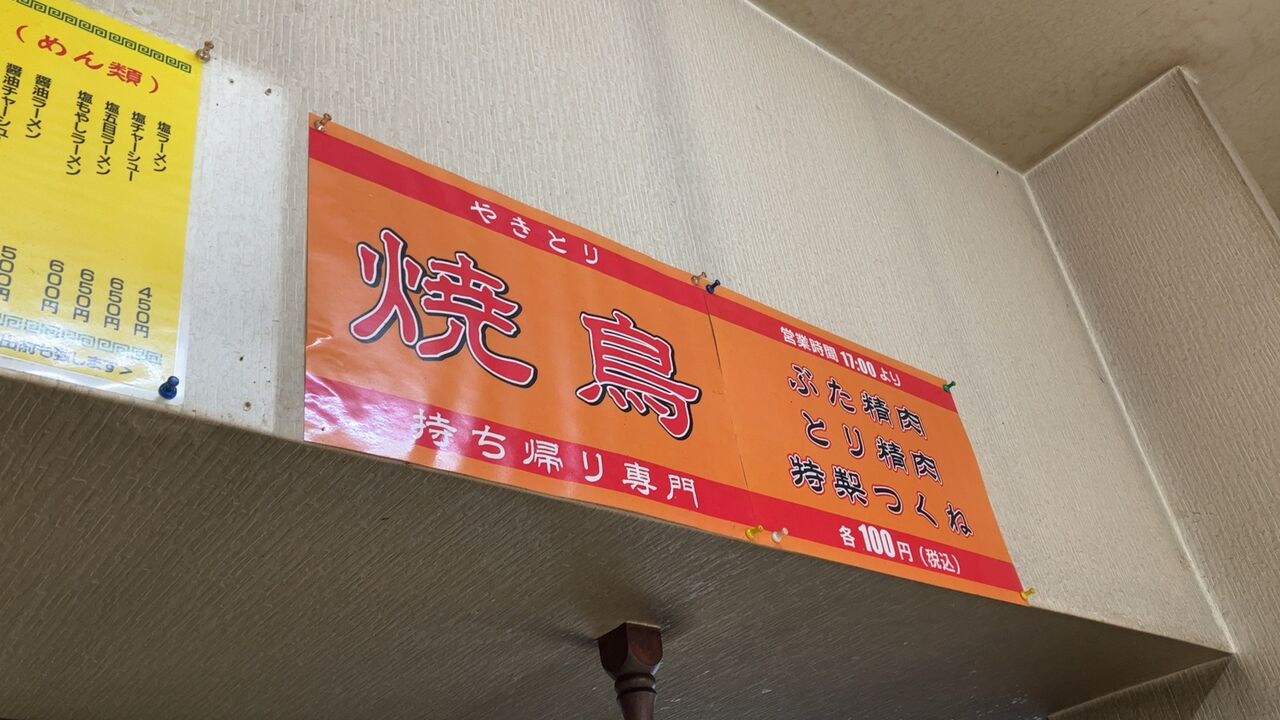 (めん類)
塩ラーメン 450円
塩チャーシュー 650円
塩五目ラーメン 650円
塩もやしラーメン 600円
醤油ラーメン 500円
醤油チャーシュー
やきとり
焼鳥
持ち帰り専門
営業時間 17:00より
ぶた精肉
とり精肉
特製つくね
各100円(税込)